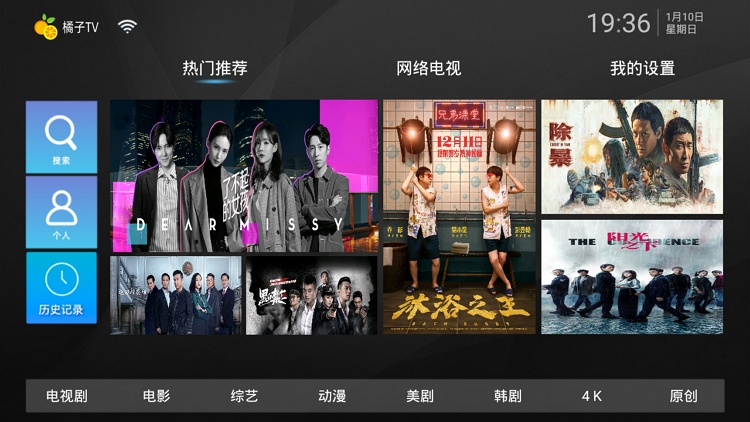 橘子TV
19:36
1月10日
星期日
热门推荐
网络电视
我的设置
搜索
个人
历史记录
了不起
的女孩
DEAR MISSY
兄弟澡堂
12月11日
沐浴之王
BATH BUDDY
除暴
阳光之下
电视剧
电影
综艺
动漫
美剧
韩剧
4K
原创